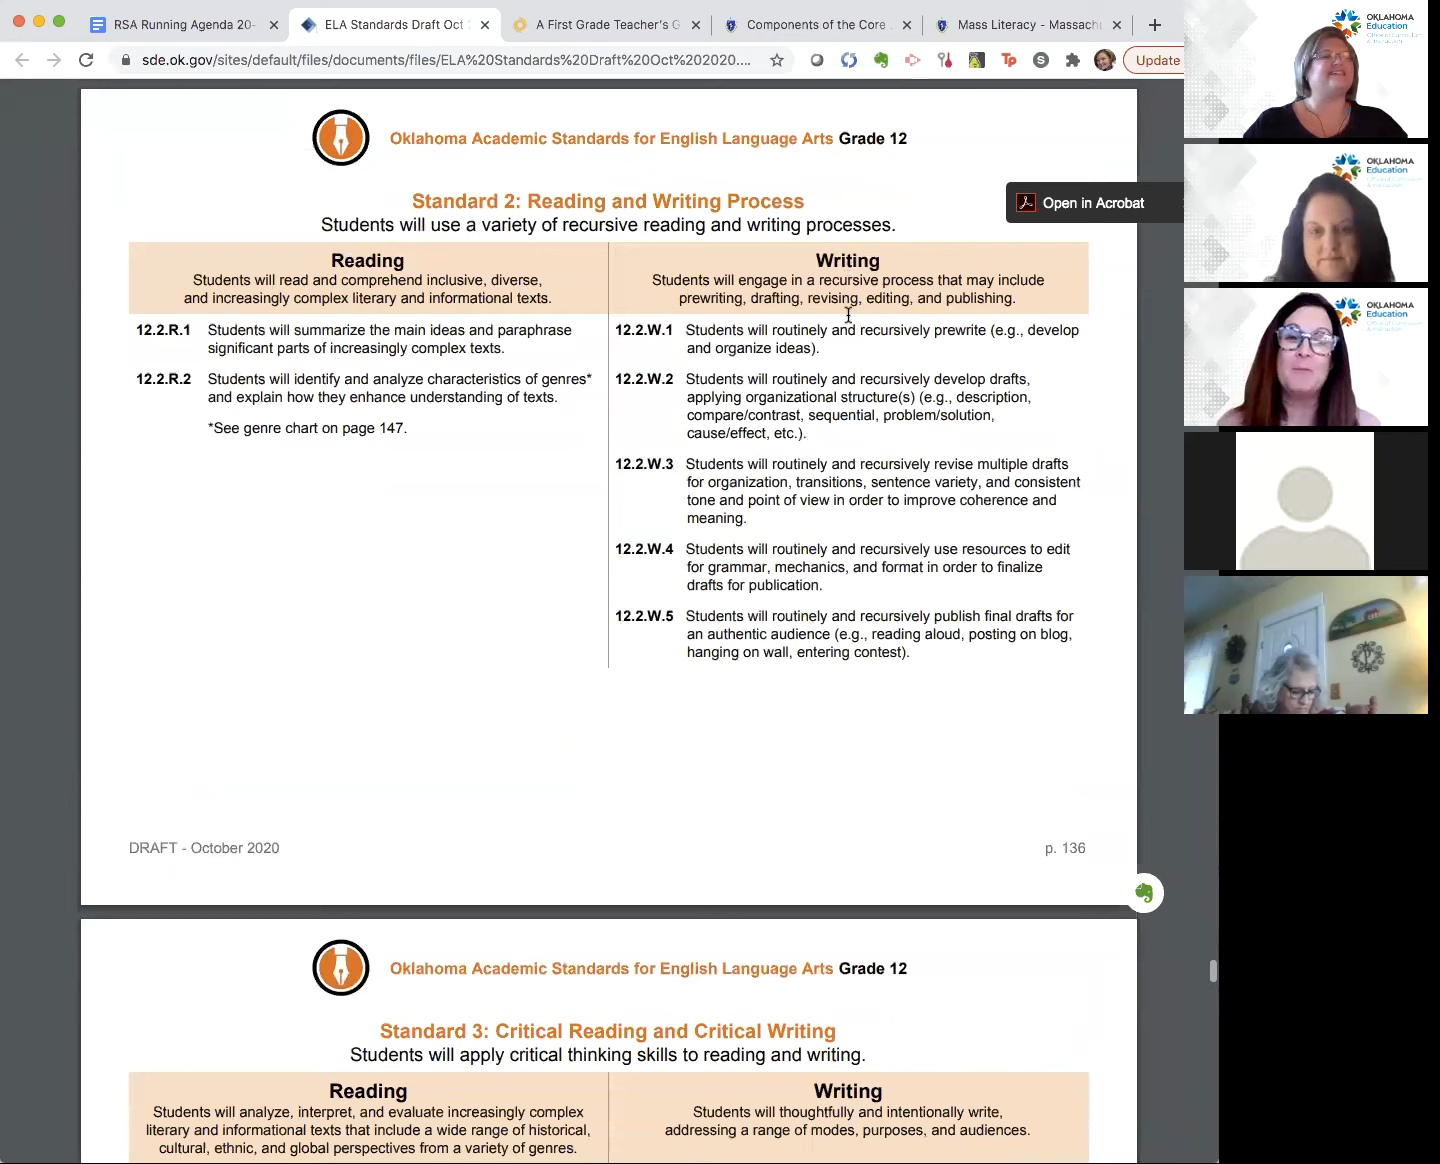 RSA Running Agenda 20-
ELA Standards Draft Oct
A First Grade Teacher's G
Components of the Core
Mass Literacy - Massach
sde.ok.gov/sites/default/files/documents/files/ELA%20Standards%20Draft%20Oct%202020....
Tp
S
Update
Oklahoma Academic Standards for English Language Arts Grade 12
Open in Acrobat
Standard 2: Reading and Writing Process
Students will use a variety of recursive reading and writing processes.
Reading
Students will read and comprehend inclusive, diverse,
and increasingly complex literary and informational texts.
12.2.R.1 Students will summarize the main ideas and paraphrase
significant parts of increasingly complex texts.
12.2.R.2 Students will identify and analyze characteristics of genres*
and explain how they enhance understanding of texts.
*See genre chart on page 147.
Writing
Students will engage in a recursive process that may include
prewriting, drafting, revising, editing, and publishing.
12.2.W.1 Students will routinely and recursively prewrite (e.g., develop
and organize ideas).
12.2.W.2 Students will routinely and recursively develop drafts,
applying organizational structure(s) (e.g., description,
compare/contrast, sequential, problem/solution,
cause/effect, etc.).
12.2.W.3 Students will routinely and recursively revise multiple drafts
for organization, transitions, sentence variety, and consistent
tone and point of view in order to improve coherence and
meaning.
12.2.W.4 Students will routinely and recursively use resources to edit
for grammar, mechanics, and format in order to finalize
drafts for publication.
12.2.W.5 Students will routinely and recursively publish final drafts for
an authentic audience (e.g., reading aloud, posting on blog,
hanging on wall, entering contest).
DRAFT - October 2020
p. 136
Oklahoma Academic Standards for English Language Arts Grade 12
Standard 3: Critical Reading and Critical Writing
Students will apply critical thinking skills to reading and writing.
Reading
Students will analyze, interpret, and evaluate increasingly complex
literary and informational texts that include a wide range of historical,
cultural, ethnic, and global perspectives from a variety of genres.
Writing
Students will thoughtfully and intentionally write,
addressing a range of modes, purposes, and audiences.
OKLAHOMA
Education
OKLAHOMA
Education
OKLAHOMA
Education